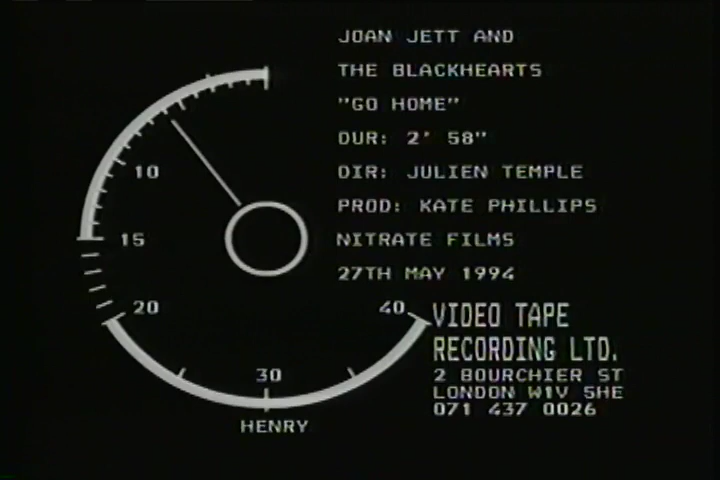 JOAN JETT AND
THE BLACKHEARTS
"GO HOME"
DUR: 2' 58"
DIR: JULIEN TEMPLE
PROD: KATE PHILLIPS
NITRATE FILMS
27TH MAY 1994
10
15
20
30
40
HENRY
VIDEO TAPE
RECORDING LTD.
2 BOURCHIER ST
LONDON W1V 5HE
071 437 0026